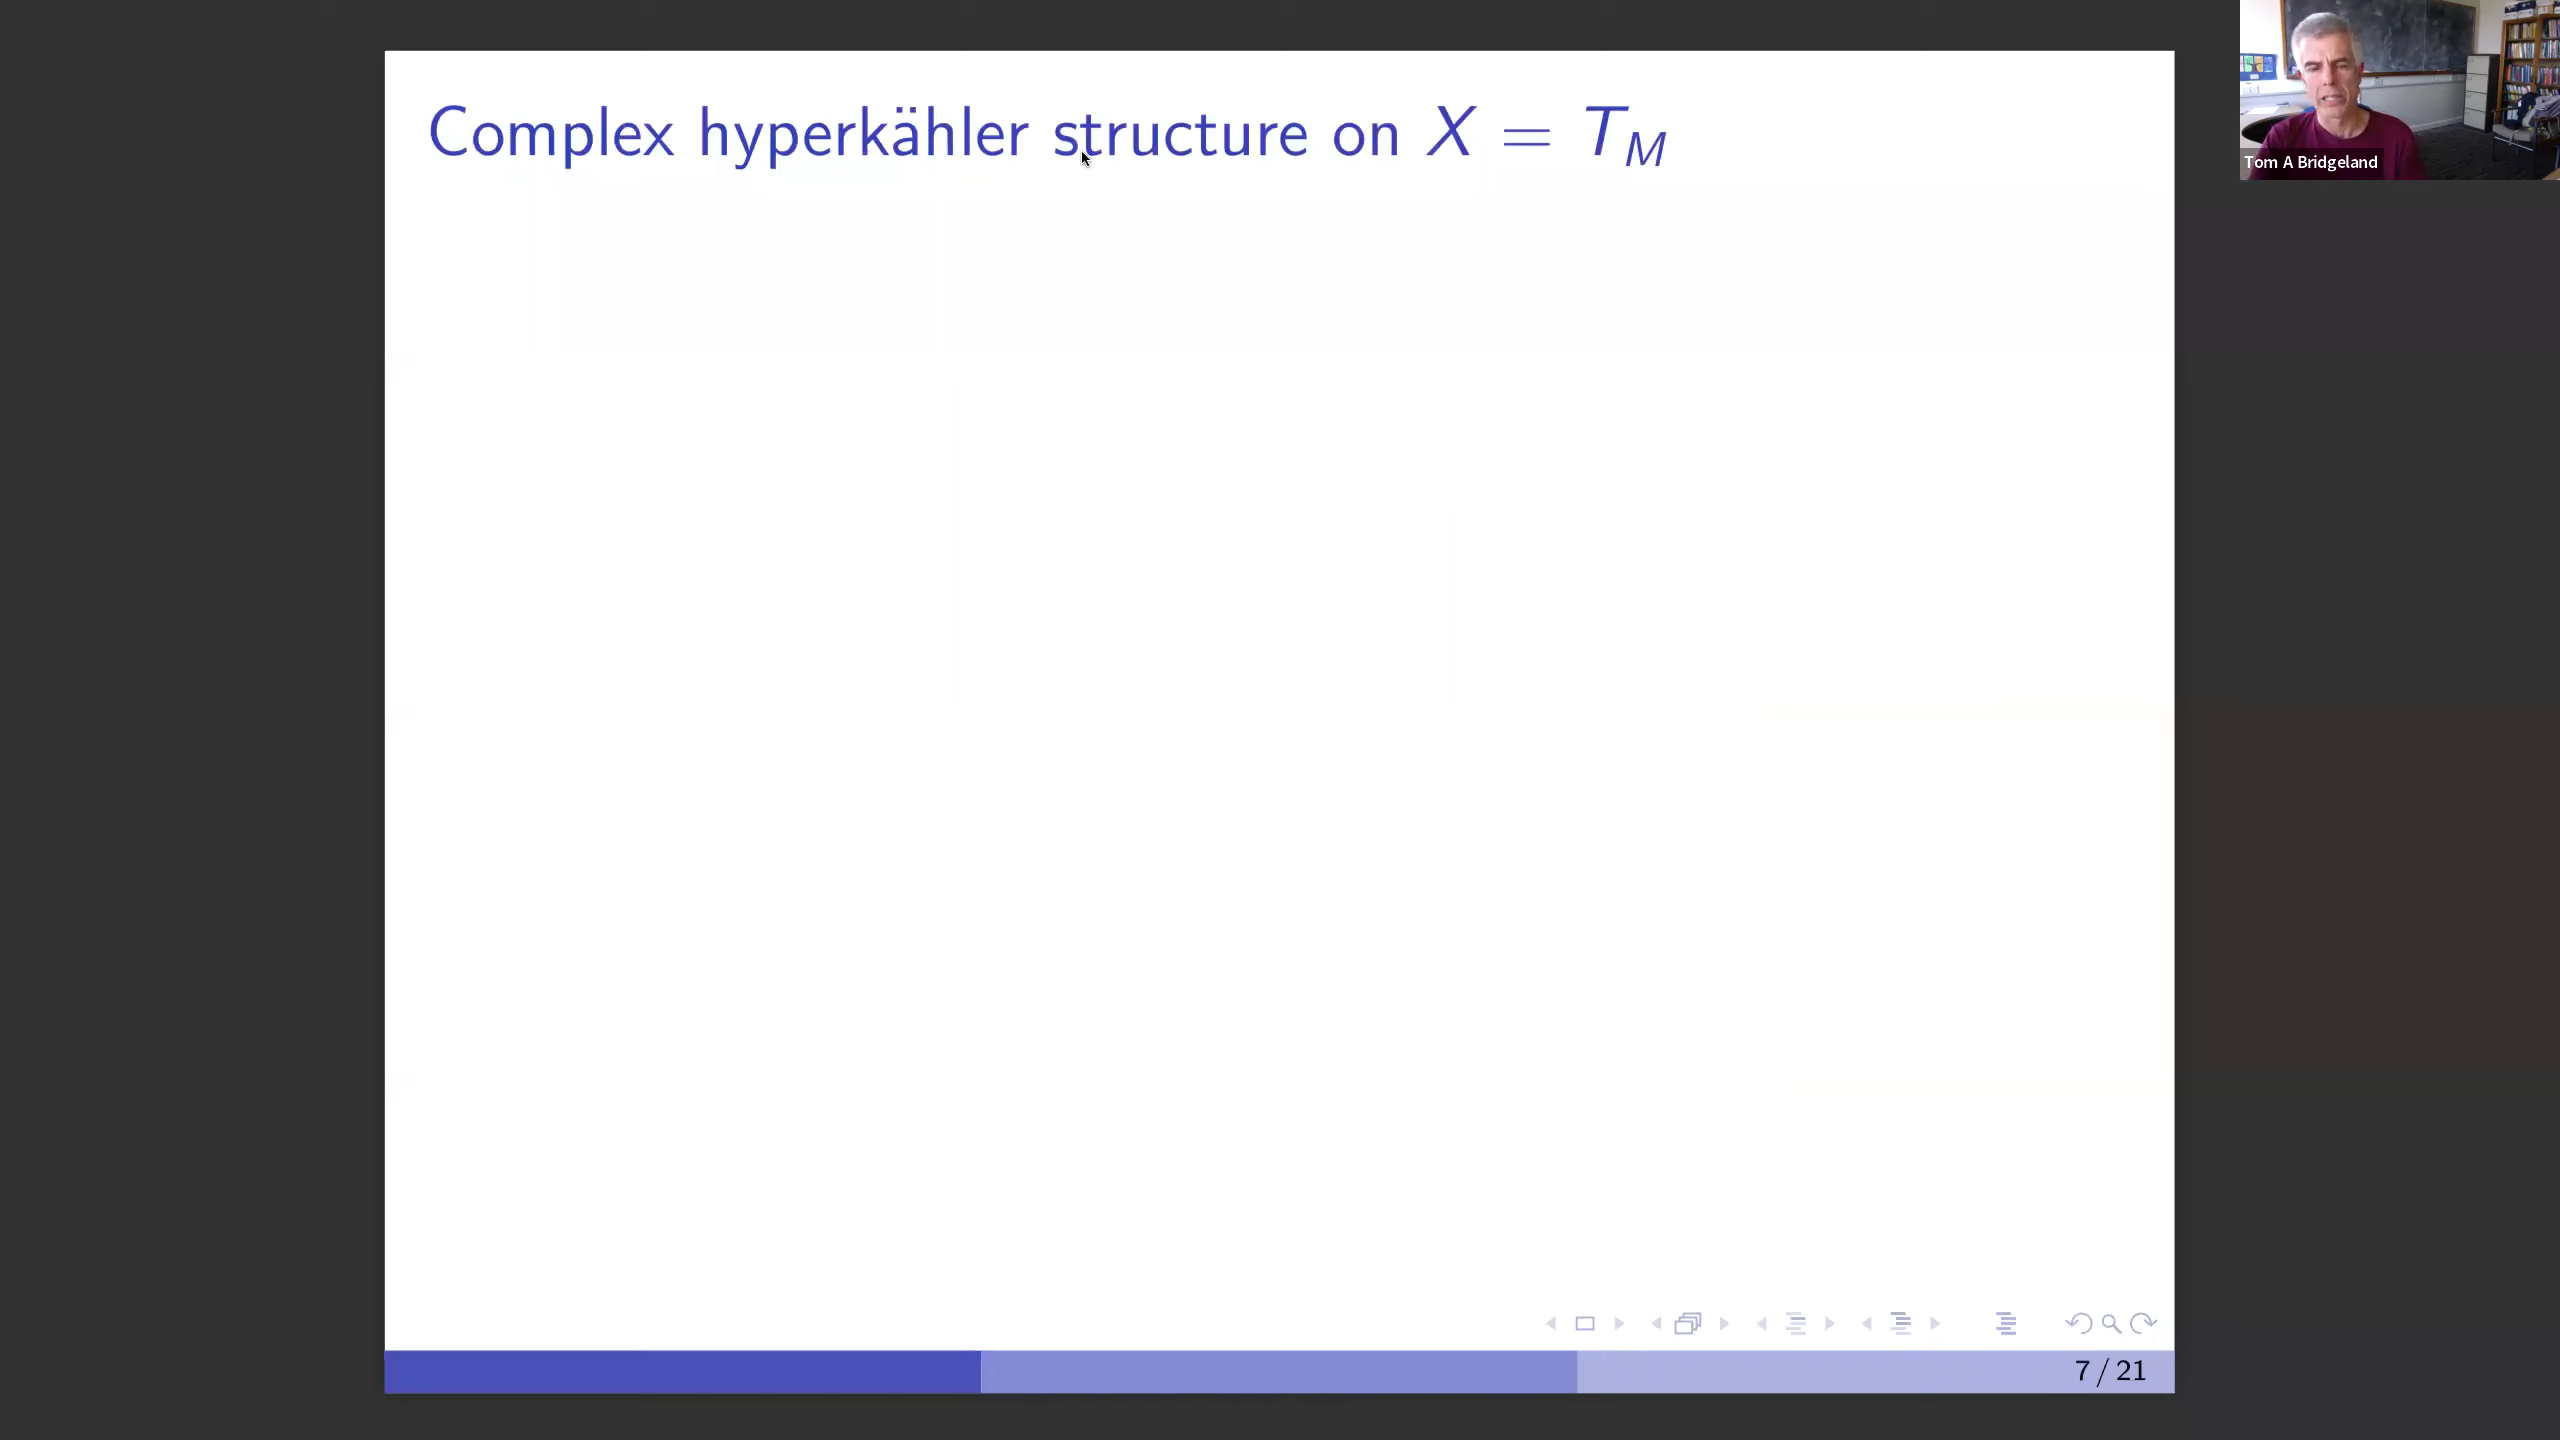 Complex hyperkähler structure on X = T_M
Tom A Bridgeland
7 / 21